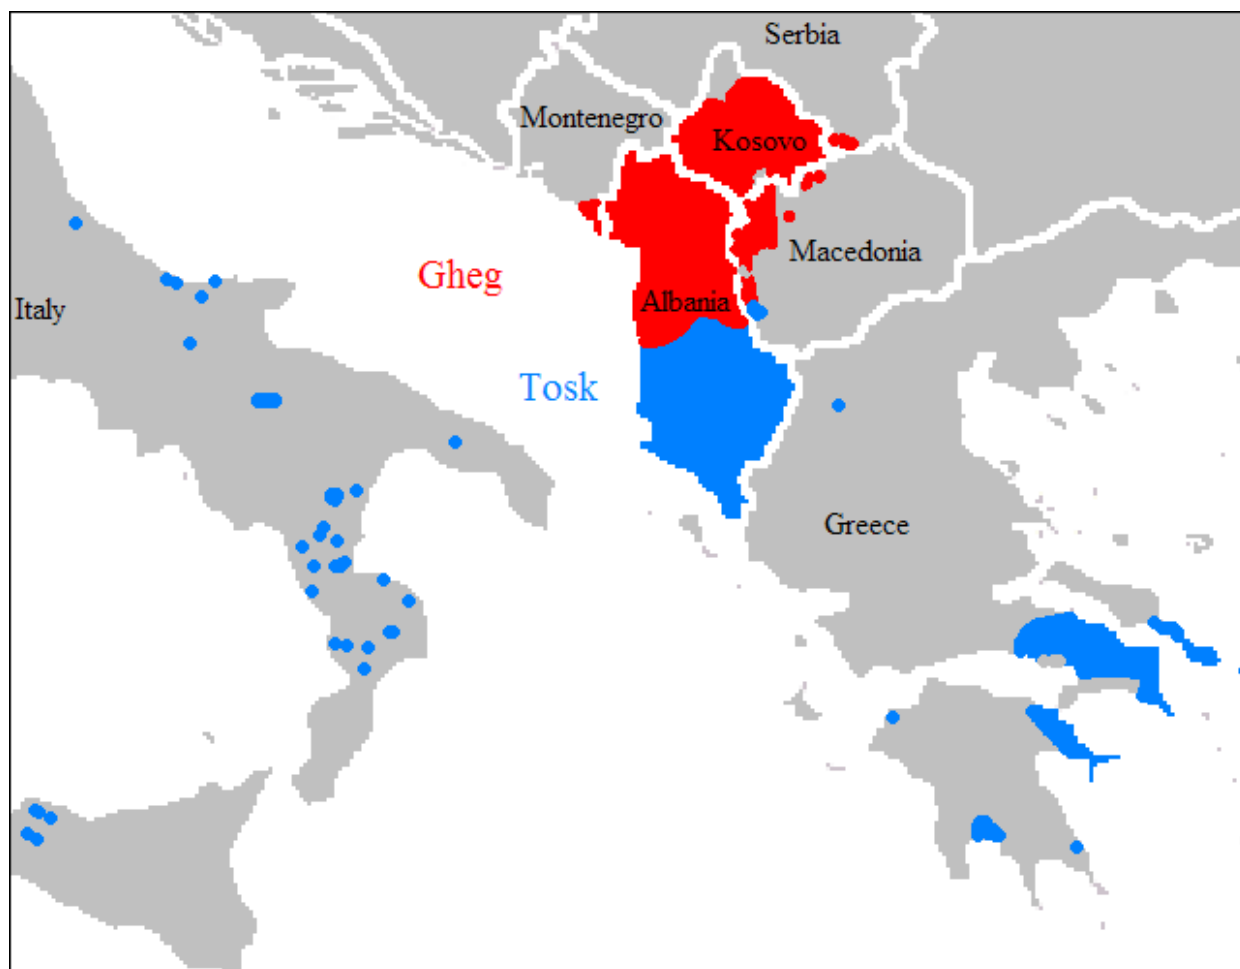 Serbia
Montenegro
Kosovo
Macedonia
Gheg
Albania
Italy
Tosk
Greece